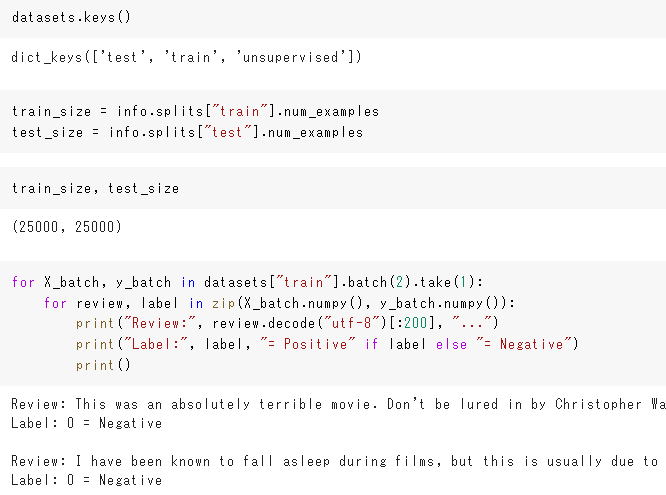 datasets.keys()
dict_keys(['test', 'train', 'unsupervised'])
train_size = info.splits["train"].num_examples
test_size = info.splits["test"].num_examples
train_size, test_size
(25000, 25000)
for X_batch, y_batch in datasets["train"].batch(2).take(1):
    for review, label in zip(X_batch.numpy(), y_batch.numpy()):
        print("Review:", review.decode("utf-8")[:200], "...")
        print("Label:", label, "= Positive" if label else "= Negative")
        print()
Review: This was an absolutely terrible movie. Don't be lured in by Christopher Wa
Label: 0 = Negative
Review: I have been known to fall asleep during films, but this is usually due to
Label: 0 = Negative